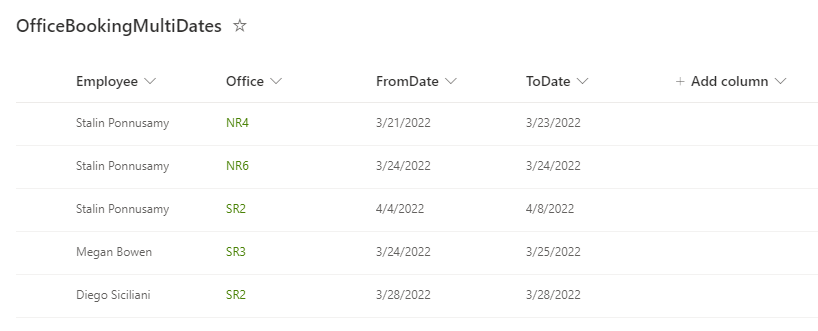 OfficeBookingMultiDates
Employee Office FromDate ToDate + Add column
Stalin Ponnusamy NR4 3/21/2022 3/23/2022
Stalin Ponnusamy NR6 3/24/2022 3/24/2022
Stalin Ponnusamy SR2 4/4/2022 4/8/2022
Megan Bowen SR3 3/24/2022 3/25/2022
Diego Siciliani SR2 3/28/2022 3/28/2022